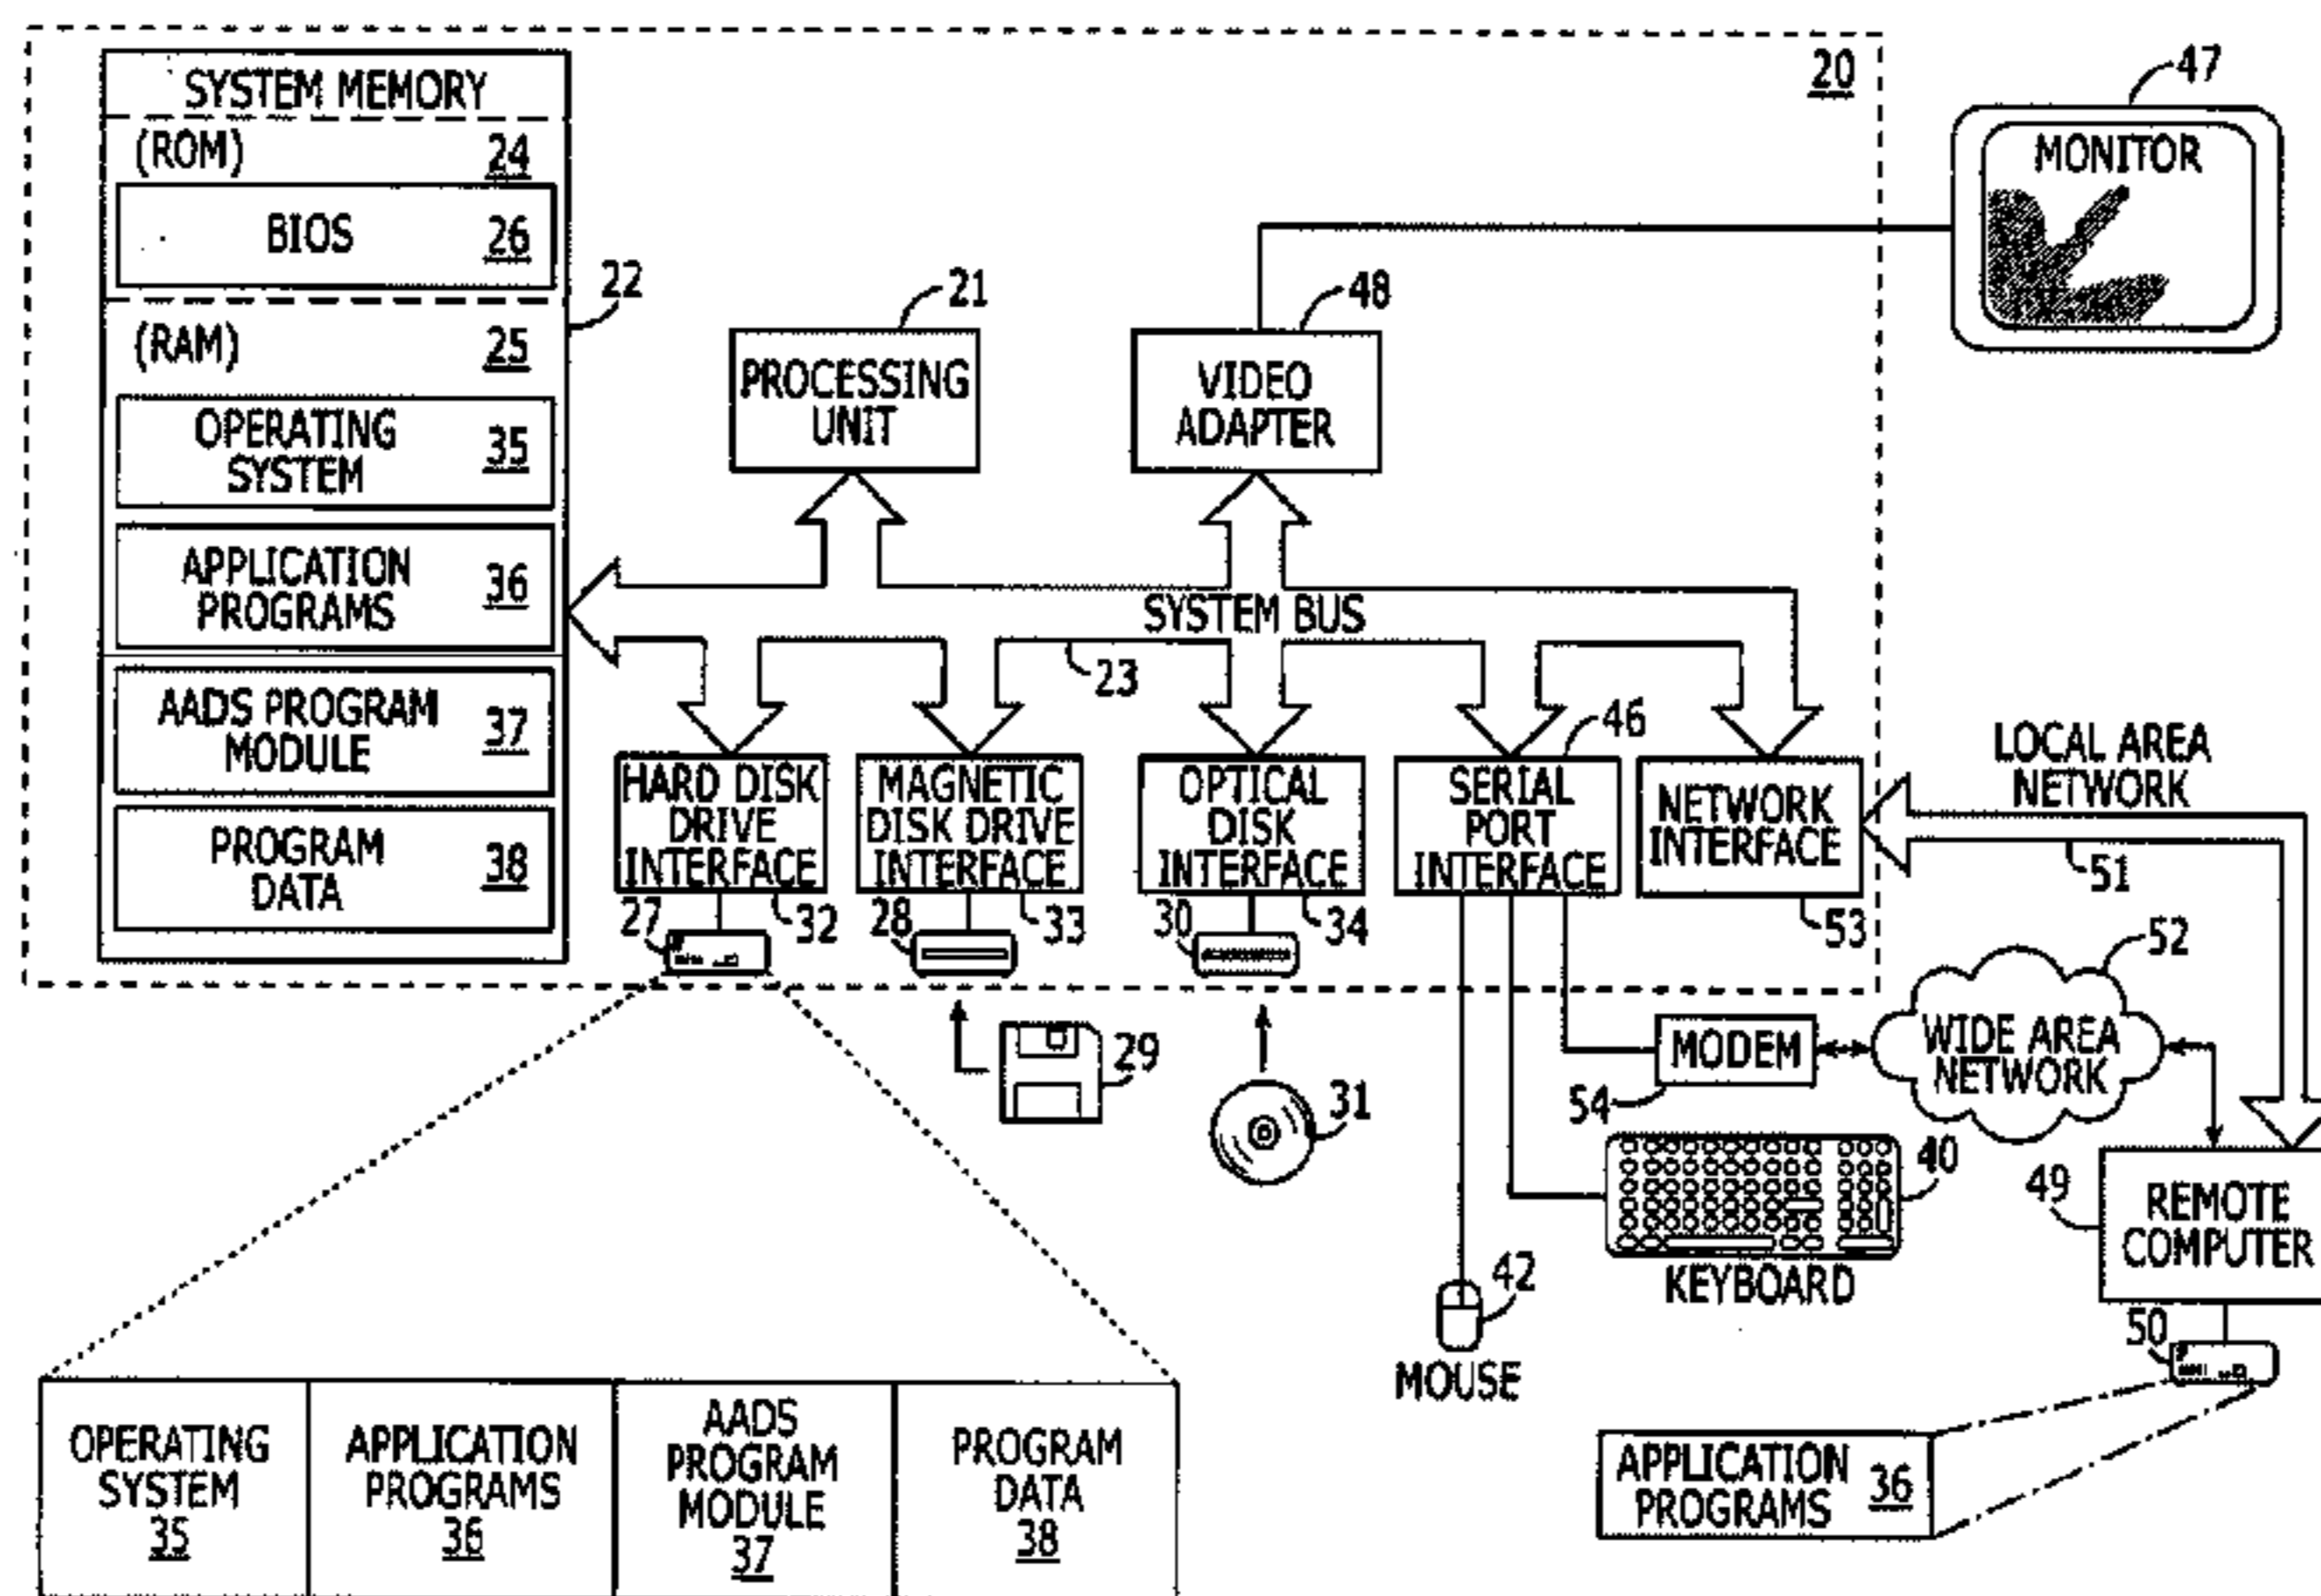 20
47
SYSTEM MEMORY
(ROM) 24
BIOS 26
22
(RAM) 25
OPERATING
SYSTEM
35
APPLICATION
PROGRAMS
36
AADS PROGRAM
MODULE
37
PROGRAM
DATA
38
21
PROCESSING
UNIT
48
VIDEO
ADAPTER
MONITOR
SYSTEM BUS
23
HARD DISK
DRIVE
INTERFACE
27
32
MAGNETIC
DISK DRIVE
INTERFACE
28
33
OPTICAL
DISK
INTERFACE
30
34
46
SERIAL
PORT
INTERFACE
NETWORK
INTERFACE
53
LOCAL AREA
NETWORK
51
52
WIDE AREA
NETWORK
MODEM
54
29
31
40
KEYBOARD
42
MOUSE
49
REMOTE
COMPUTER
50
OPERATING
SYSTEM
35
APPLICATION
PROGRAMS
36
AADS
PROGRAM
MODULE
37
PROGRAM
DATA
38
APPLICATION
PROGRAMS
36